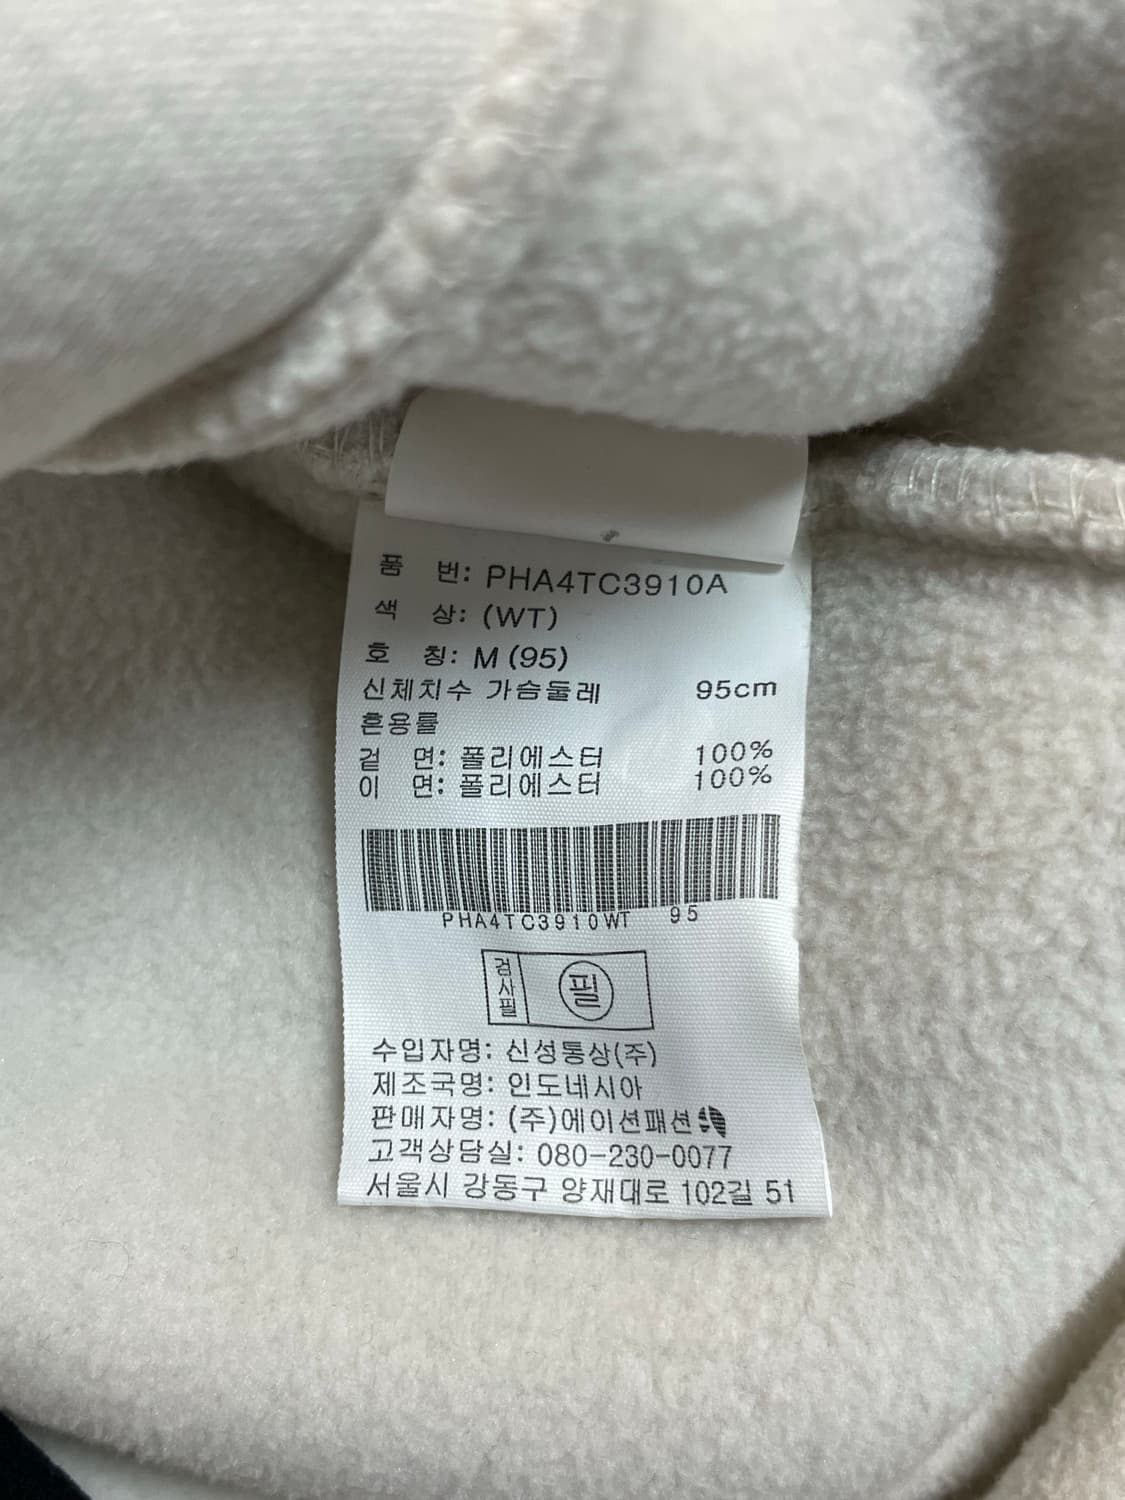 품 번: PHA4TC3910A
색 상: (WT)
호 칭: M (95)
신체치수 가슴둘레 95cm
혼용률
겉 면: 폴리에스터 100%
이 면: 폴리에스터 100%
PHA4TC3910WT 95
검사필 필
수입자명: 신성통상(주)
제조국명: 인도네시아
판매자명: (주)에이션패션
고객상담실: 080-230-0077
서울시 강동구 양재대로 102길 51